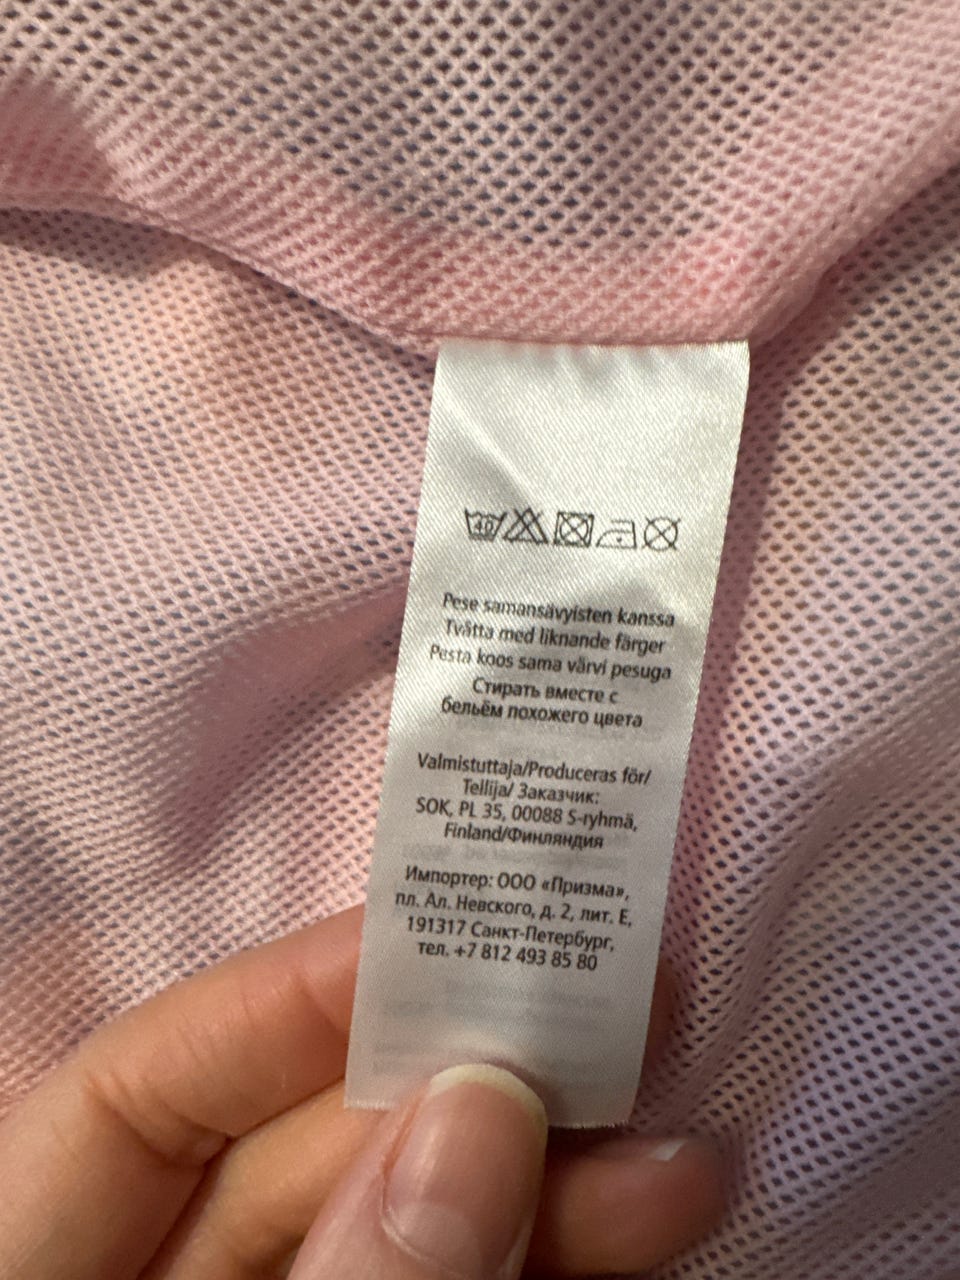 40
Pese samansävyisten kanssa
Tvätta med liknande färger
Pesta koos sama värvi pesuga
Стирать вместе с
бельём похожего цвета
Valmistuttaja/Produceras för/
Tellija/ Заказчик:
SOK, PL 35, 00088 S-ryhmä,
Finland/Финляндия
Импортер: ООО «Призма»,
пл. Ал. Невского, д. 2, лит. Е,
191317 Санкт-Петербург,
тел. +7 812 493 85 80